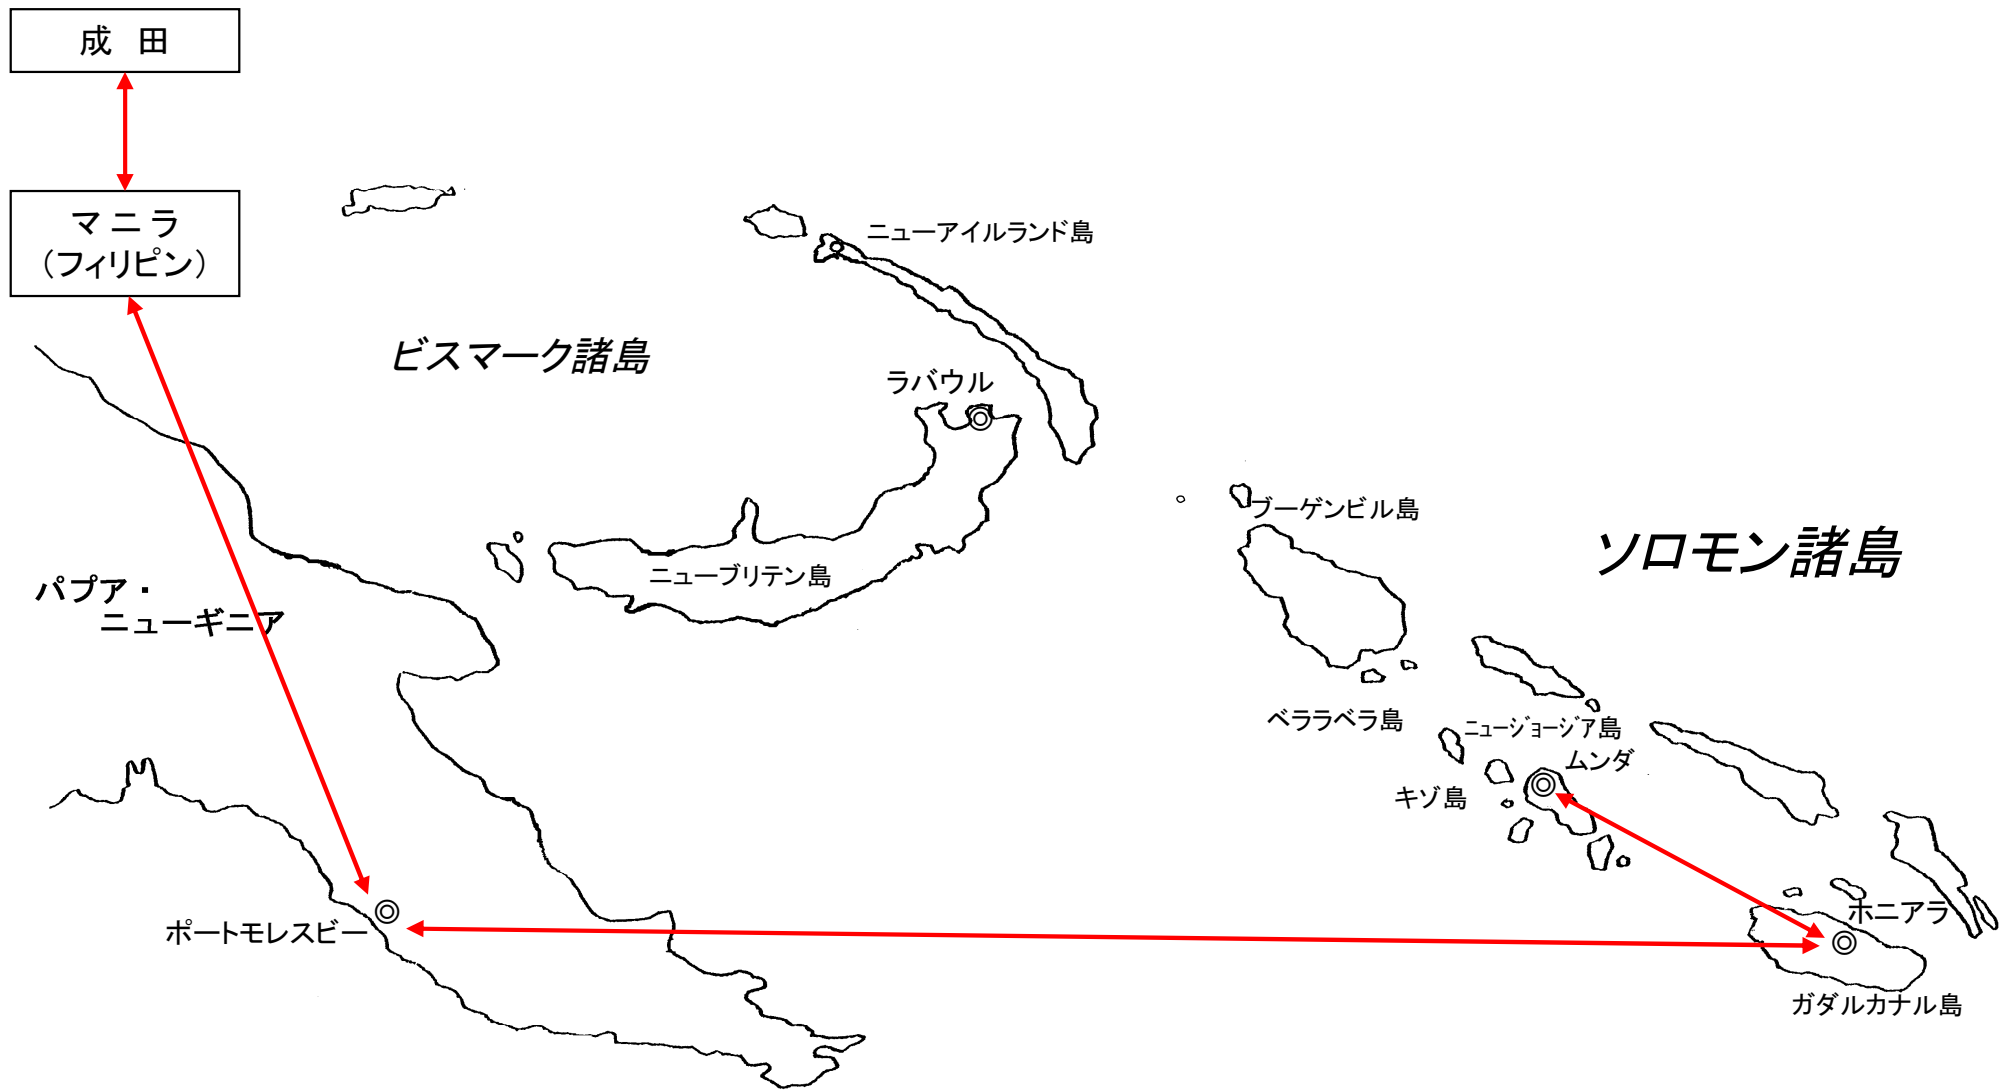 成 田
マ ニ ラ
（フィリピン）
ニューアイルランド島
ビスマーク諸島
ラバウル
ブーゲンビル島
ソロモン諸島
ニューブリテン島
パプア・
ニューギニア
ベララベラ島
ﾆｭｰｼﾞｮｰｼﾞｱ島
ムンダ
キゾ島
ホニアラ
ポートモレスビー
ガダルカナル島